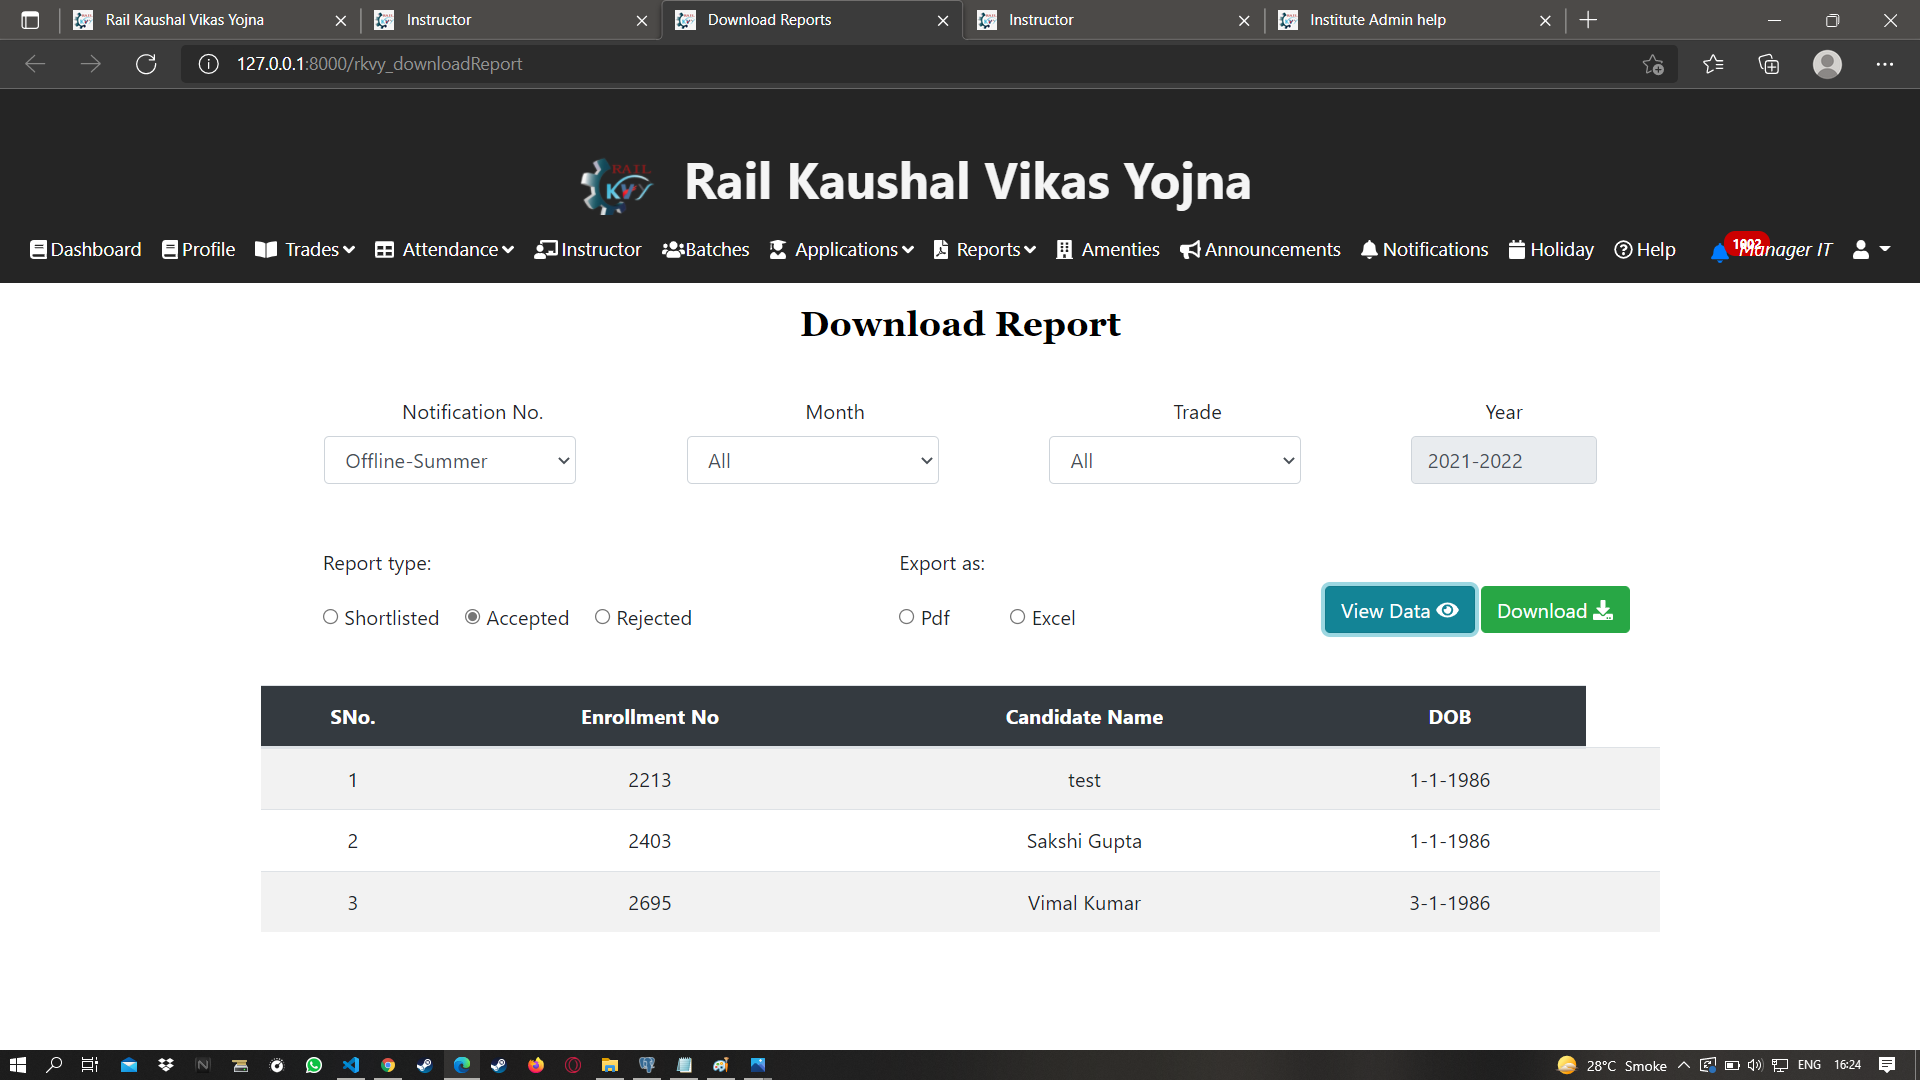 Rail Kaushal Vikas Yojna
Instructor
Download Reports
Instructor
Institute Admin help
127.0.0.1:8000/rkvy_downloadReport
RAIL
KVY
Rail Kaushal Vikas Yojna
Dashboard Profile Trades Attendance Instructor Batches Applications Reports Amenties Announcements Notifications Holiday Help 1002 Manager IT
Download Report
Notification No. Month Trade Year
Offline-Summer All All 2021-2022
Report type: Export as:
Shortlisted Accepted Rejected Pdf Excel View Data Download
SNo. Enrollment No Candidate Name DOB
1 2213 test 1-1-1986
2 2403 Sakshi Gupta 1-1-1986
3 2695 Vimal Kumar 3-1-1986
28°C Smoke ENG 16:24